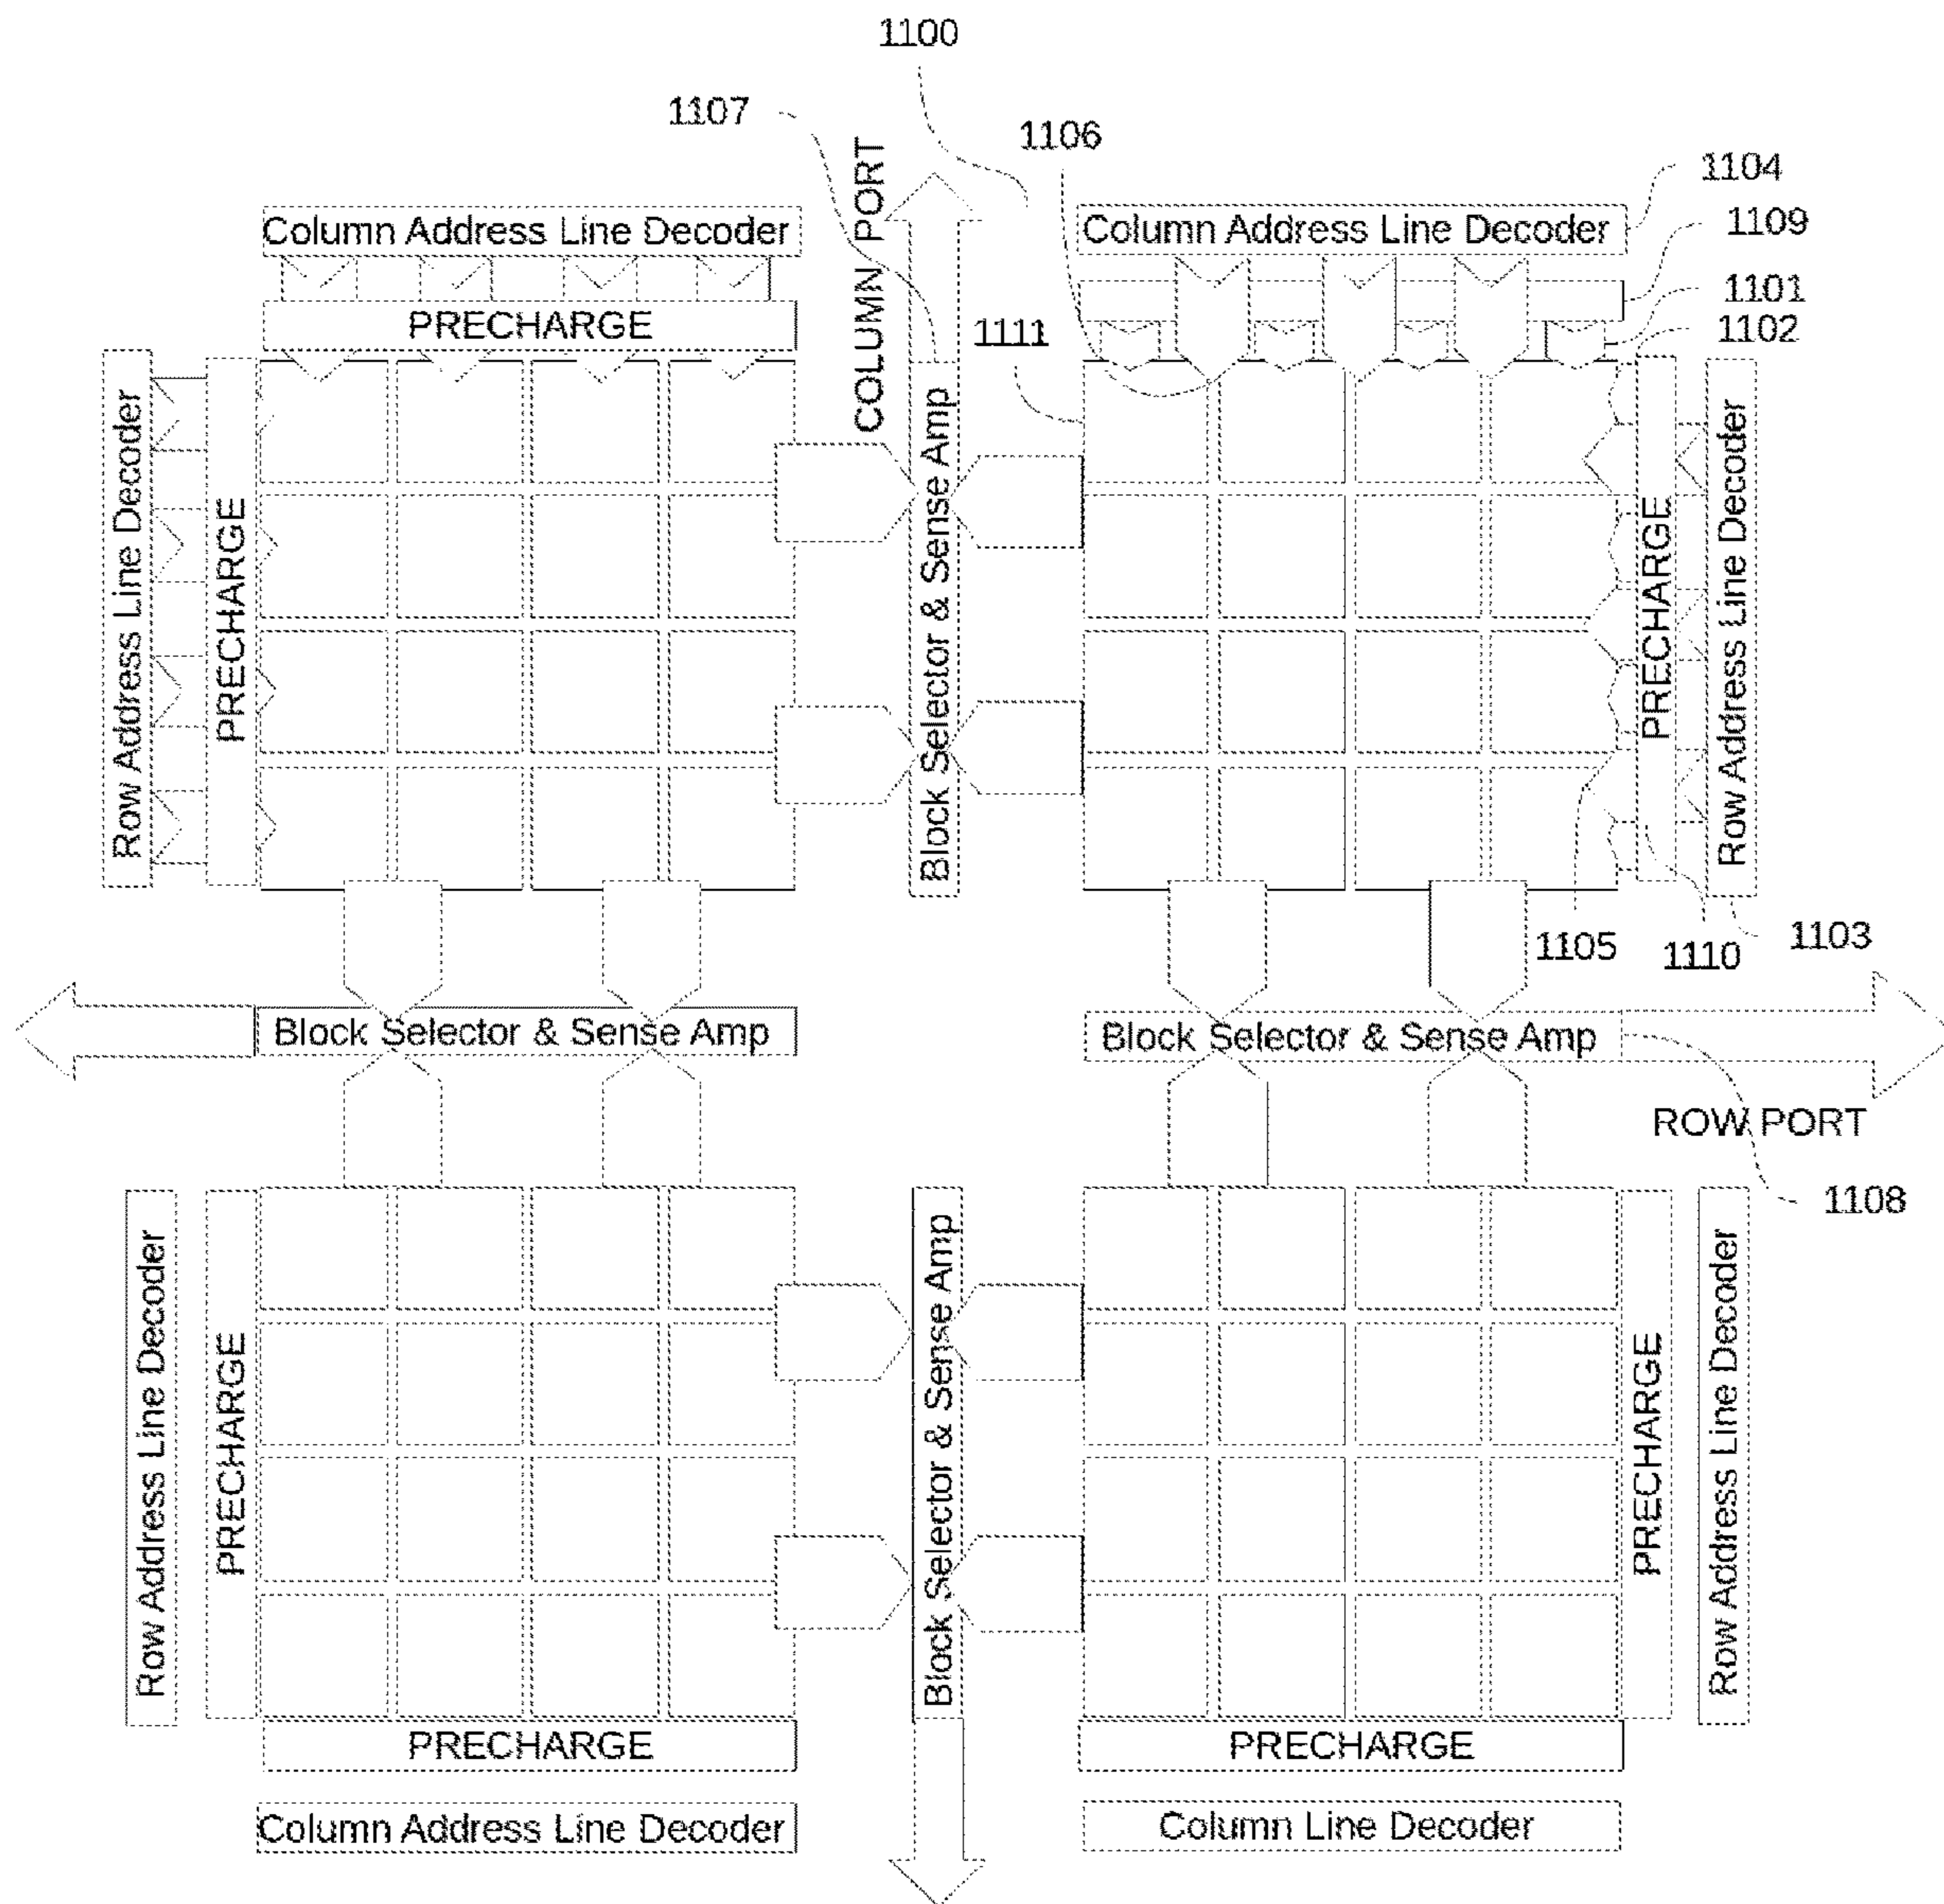 1100
1107
1106
1104
COLUMN PORT
Column Address Line Decoder
Column Address Line Decoder
1109
1101
1102
PRECHARGE
1111
Row Address Line Decoder
PRECHARGE
Block Selector & Sense Amp
PRECHARGE
Row Address Line Decoder
1105
1110
1103
Block Selector & Sense Amp
Block Selector & Sense Amp
ROW PORT
1108
Row Address Line Decoder
PRECHARGE
Block Selector & Sense Amp
PRECHARGE
Row Address Line Decoder
PRECHARGE
PRECHARGE
Column Address Line Decoder
Column Line Decoder